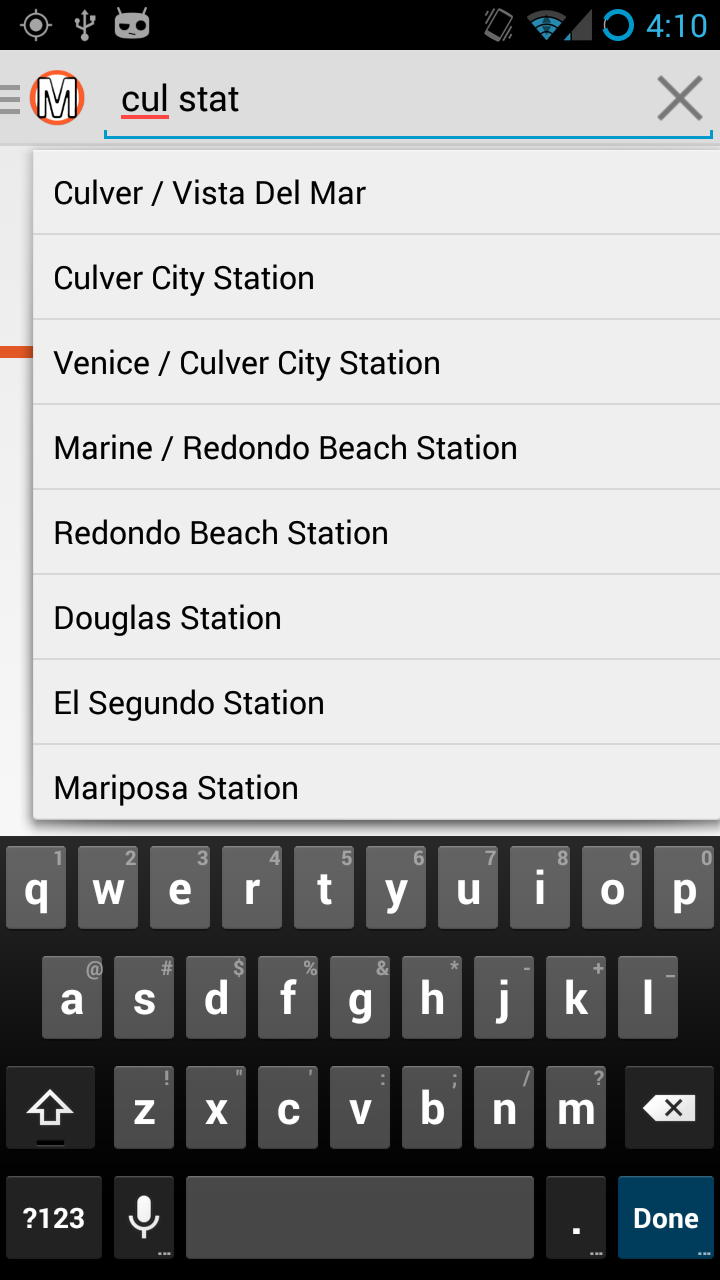 4:10
M
cul stat
Culver / Vista Del Mar
Culver City Station
Venice / Culver City Station
Marine / Redondo Beach Station
Redondo Beach Station
Douglas Station
El Segundo Station
Mariposa Station
1 2 3 4 5 6 7 8 9 0
q w e r t y u i o p
@ # $ % & * - + _
a s d f g h j k l
! " ' : ; / ?
z x c v b n m
?123 ... . ... Done ...